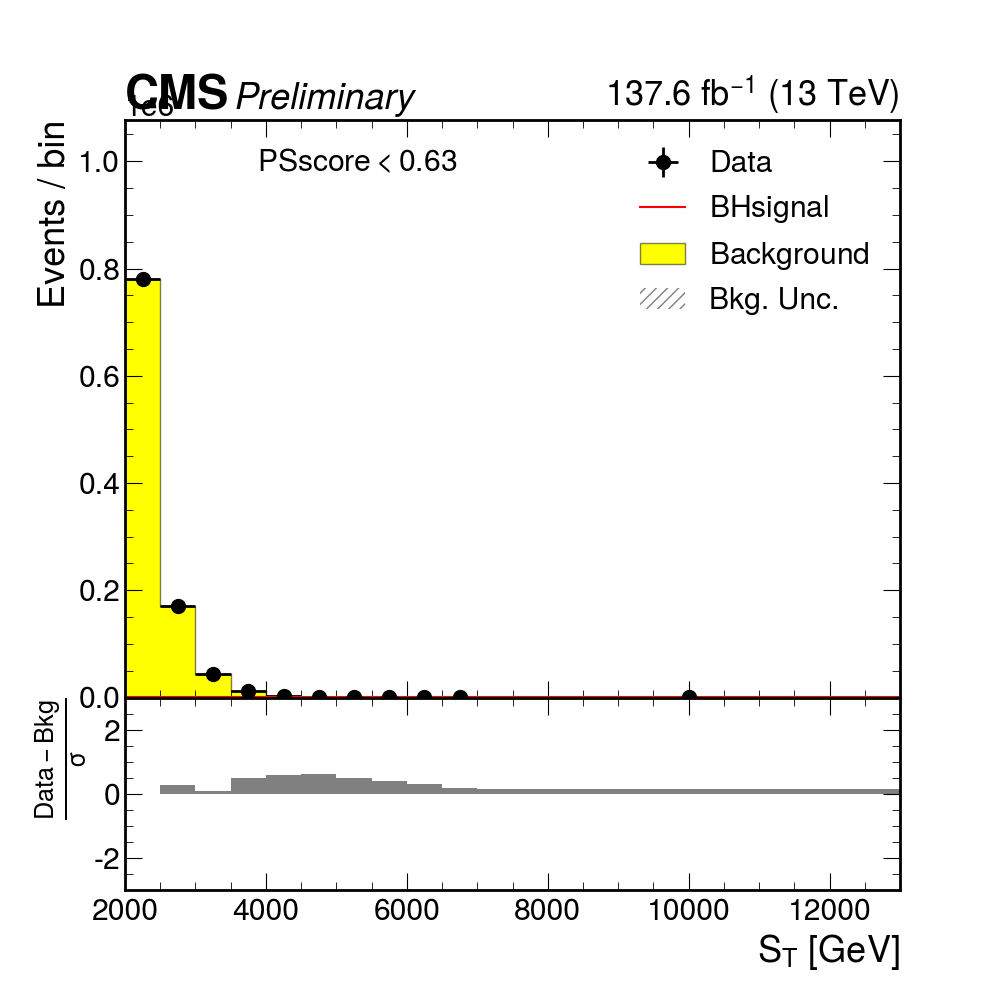 CMS Preliminary 137.6 fb⁻¹ (13 TeV)
1e6
Events / bin
PSscore < 0.63
Data
BHsignal
Background
Bkg. Unc.
1.0
0.8
0.6
0.4
0.2
0.0
Data − Bkg
σ
2
0
-2
2000 4000 6000 8000 10000 12000
S_T [GeV]